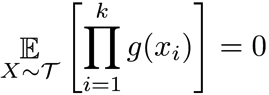 𝔼_{X∼𝒯} [ ∏_{i=1}^{k} g(x_i) ] = 0